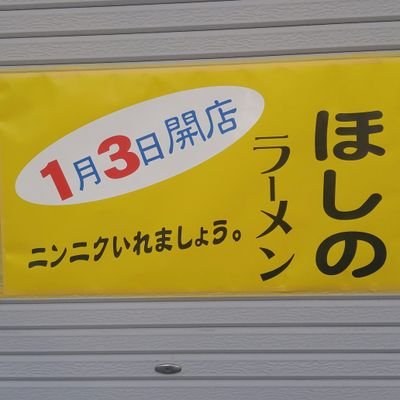 ほしの
ラーメン
1月3日開店
ニンニクいれましょう。